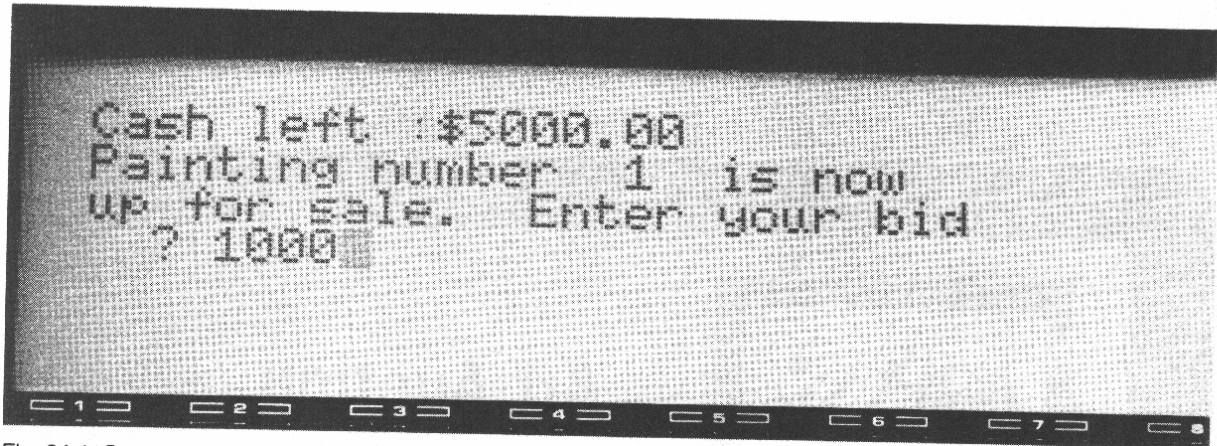 Cash left :$5000.00
Painting number 1 is now
up for sale. Enter your bid
? 1000
1 2 3 4 5 6 7 8